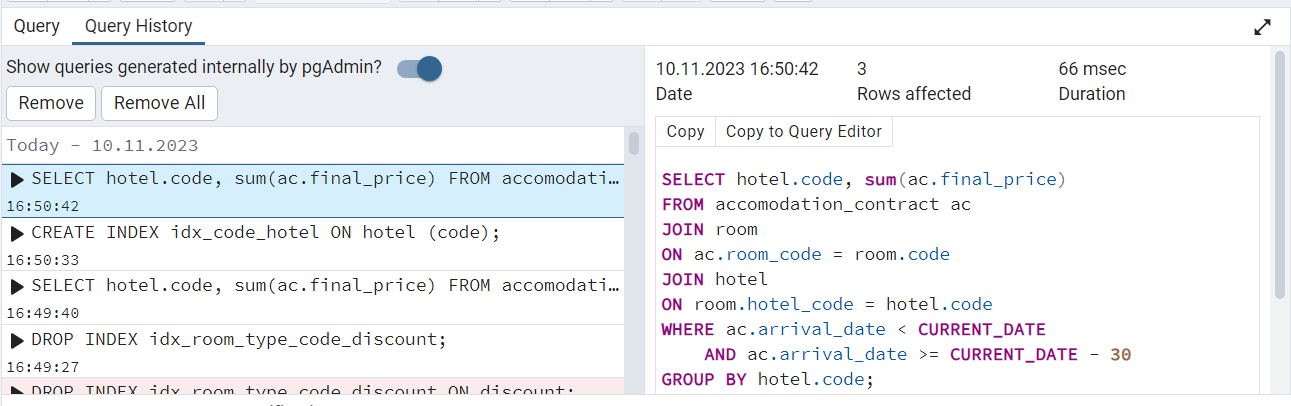 Query Query History
Show queries generated internally by pgAdmin?
Remove Remove All
Today - 10.11.2023
SELECT hotel.code, sum(ac.final_price) FROM accomodati…
16:50:42
CREATE INDEX idx_code_hotel ON hotel (code);
16:50:33
SELECT hotel.code, sum(ac.final_price) FROM accomodati…
16:49:40
DROP INDEX idx_room_type_code_discount;
16:49:27
DROP INDEX idx_room_type_code_discount ON discount;
10.11.2023 16:50:42 3 66 msec
Date Rows affected Duration
Copy Copy to Query Editor
SELECT hotel.code, sum(ac.final_price)
FROM accomodation_contract ac
JOIN room
ON ac.room_code = room.code
JOIN hotel
ON room.hotel_code = hotel.code
WHERE ac.arrival_date < CURRENT_DATE
    AND ac.arrival_date >= CURRENT_DATE - 30
GROUP BY hotel.code;